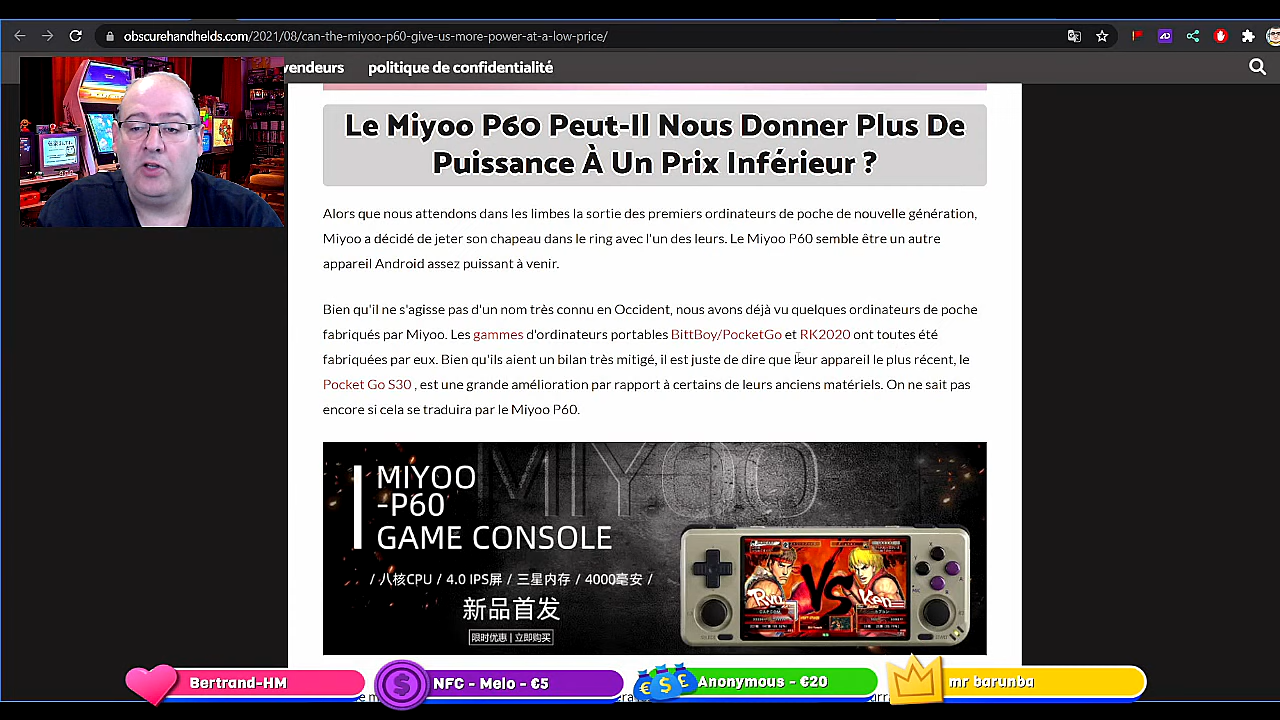 obscurehandhelds.com/2021/08/can-the-miyoo-p60-give-us-more-power-at-a-low-price/
vendeurs politique de confidentialité
Le Miyoo P60 Peut-Il Nous Donner Plus De
Puissance À Un Prix Inférieur ?
Alors que nous attendons dans les limbes la sortie des premiers ordinateurs de poche de nouvelle génération,
Miyoo a décidé de jeter son chapeau dans le ring avec l'un des leurs. Le Miyoo P60 semble être un autre
appareil Android assez puissant à venir.
Bien qu'il ne s'agisse pas d'un nom très connu en Occident, nous avons déjà vu quelques ordinateurs de poche
fabriqués par Miyoo. Les gammes d'ordinateurs portables BittBoy/PocketGo et RK2020 ont toutes été
fabriquées par eux. Bien qu'ils aient un bilan très mitigé, il est juste de dire que leur appareil le plus récent, le
Pocket Go S30 , est une grande amélioration par rapport à certains de leurs anciens matériels. On ne sait pas
encore si cela se traduira par le Miyoo P60.
MIYOO
MIYOO
-P60
GAME CONSOLE
/ 八核CPU / 4.0 IPS屏 / 三星内存 / 4000毫安 /
新品首发
限时优惠 | 立即购买
Ryu VS Ken
Bertrand-HM
NFC - Melo - €5
Anonymous - €20
mr barunba